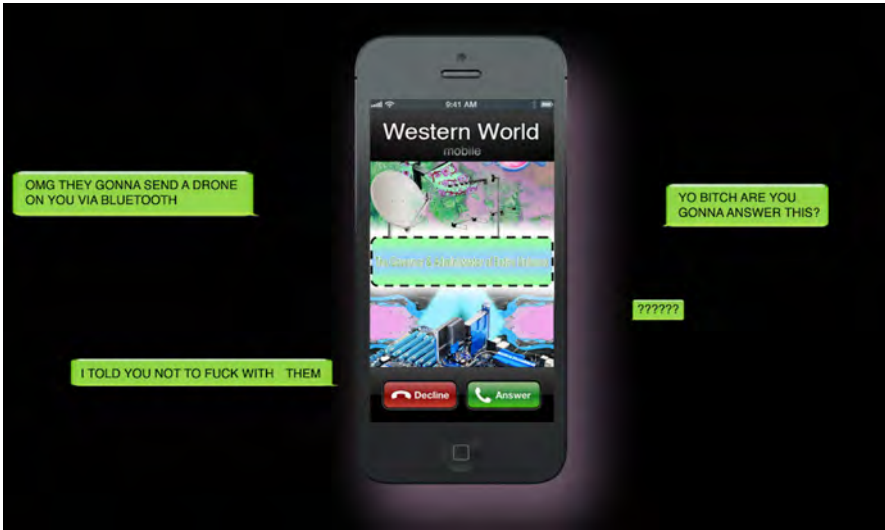 9:41 AM
Western World
mobile
OMG THEY GONNA SEND A DRONE
ON YOU VIA BLUETOOTH
YO BITCH ARE YOU
GONNA ANSWER THIS?
??????
I TOLD YOU NOT TO FUCK WITH THEM
Decline
Answer